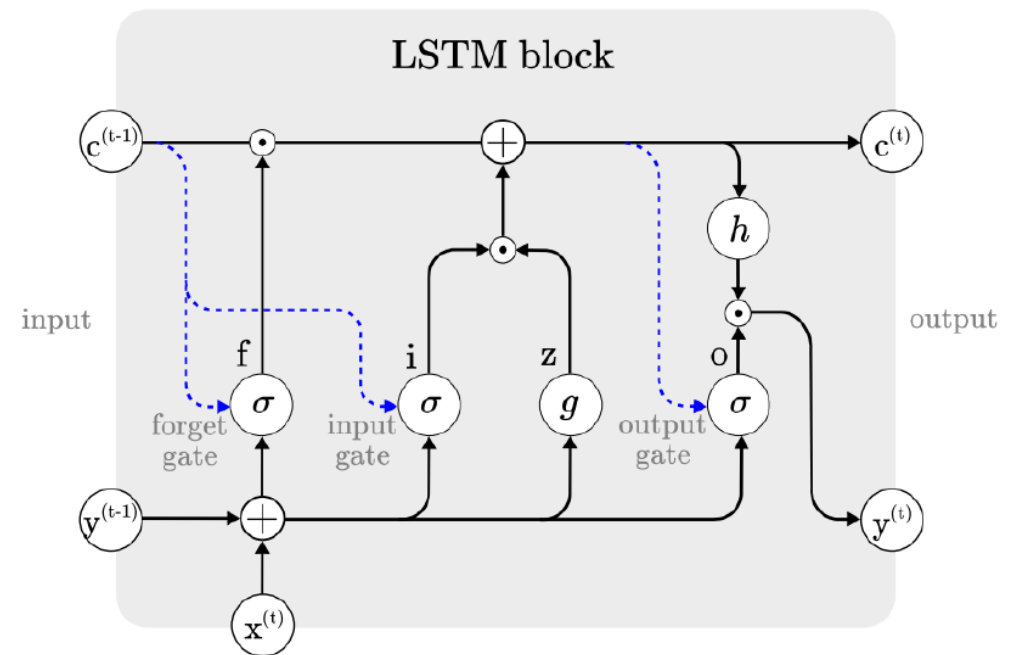 LSTM block
c(t-1)
c(t)
h
input
output
f
i
z
o
σ
σ
g
σ
forget
gate
input
gate
output
gate
y(t-1)
y(t)
x(t)